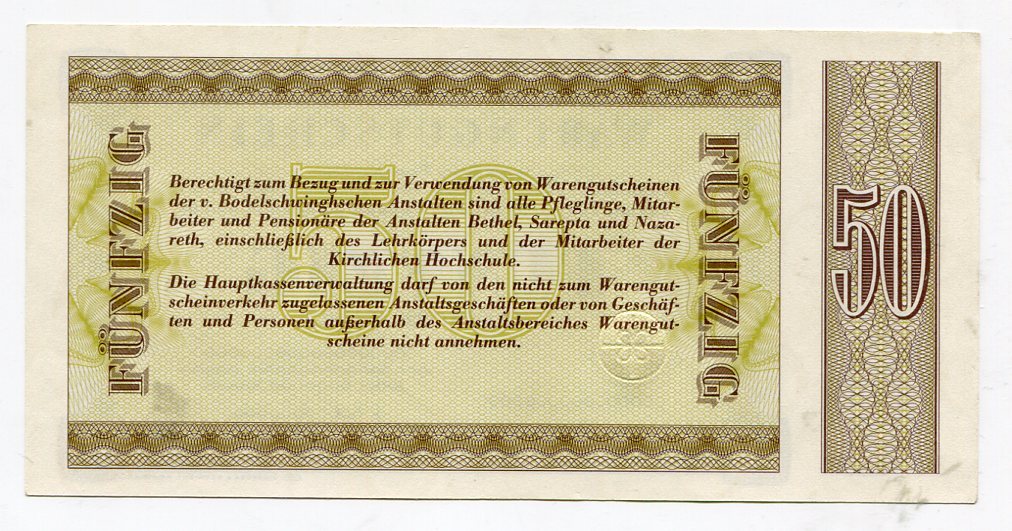 FÜNFZIG
50
Berechtigt zum Bezug und zur Verwendung von Warengutscheinen
der v. Bodelschwinghschen Anstalten sind alle Pfleglinge, Mitar-
beiter und Pensionäre der Anstalten Bethel, Sarepta und Naza-
reth, einschließlich des Lehrkörpers und der Mitarbeiter der
Kirchlichen Hochschule.
Die Hauptkassenverwaltung darf von den nicht zum Warengut-
scheinverkehr zugelassenen Anstaltsgeschäften oder von Geschäf-
ten und Personen außerhalb des Anstaltsbereiches Warengut-
scheine nicht annehmen.
FÜNFZIG
50